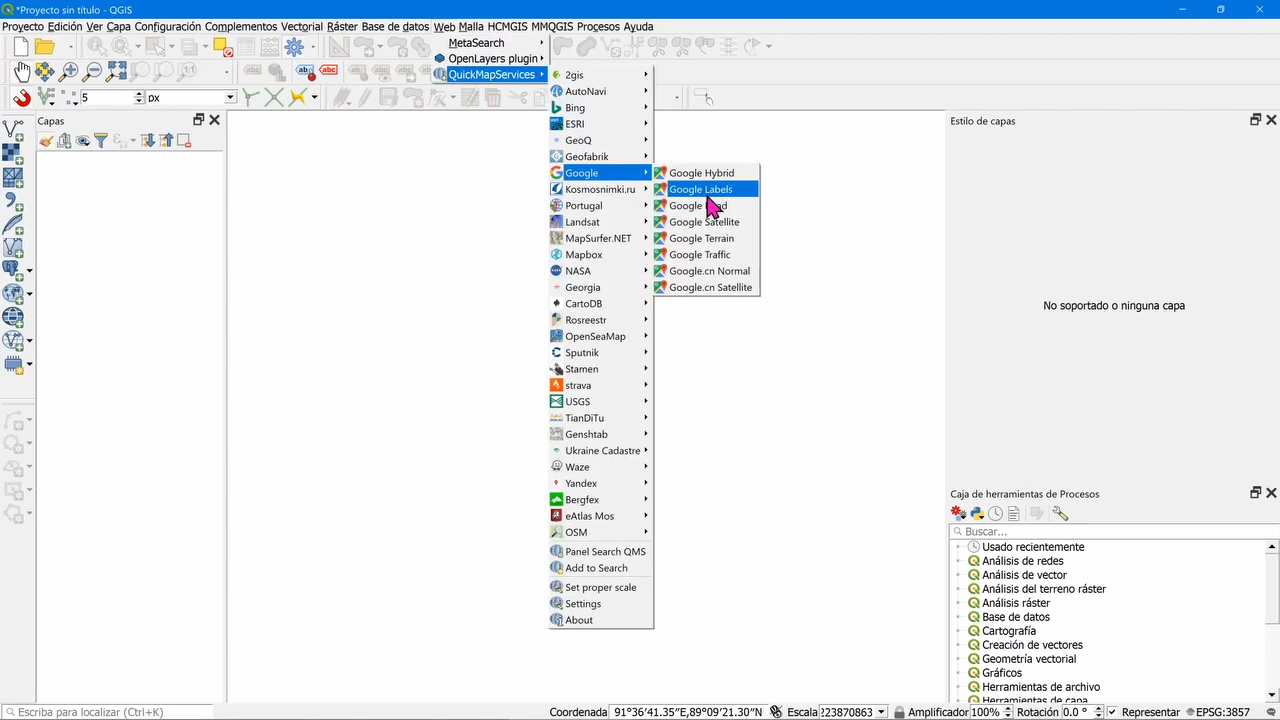 *Proyecto sin título - QGIS
Proyecto Edición Ver Capa Configuración Complementos Vectorial Ráster Base de datos Web Malla HCMGIS MMQGIS Procesos Ayuda
MetaSearch
OpenLayers plugin
QuickMapServices
5
px
Capas
2gis
AutoNavi
Bing
ESRI
GeoQ
Geofabrik
Google
Kosmosnimki.ru
Portugal
Landsat
MapSurfer.NET
Mapbox
NASA
Georgia
CartoDB
Rosreestr
OpenSeaMap
Sputnik
Stamen
strava
USGS
TianDiTu
Genshtab
Ukraine Cadastre
Waze
Yandex
Bergfex
eAtlas Mos
OSM
Panel Search QMS
Add to Search
Set proper scale
Settings
About
Google Hybrid
Google Labels
Google
Google Satellite
Google Terrain
Google Traffic
Google.cn Normal
Google.cn Satellite
Estilo de capas
No soportado o ninguna capa
Caja de herramientas de Procesos
Buscar...
Usado recientemente
Análisis de redes
Análisis de vector
Análisis del terreno ráster
Análisis ráster
Base de datos
Cartografía
Creación de vectores
Geometría vectorial
Gráficos
Herramientas de archivo
Herramientas de capa
Escriba para localizar (Ctrl+K)
Coordenada 91°36'41.35"E,89°09'21.30"N Escala 223870863 Amplificador 100% Rotación 0.0 ° Representar EPSG:3857